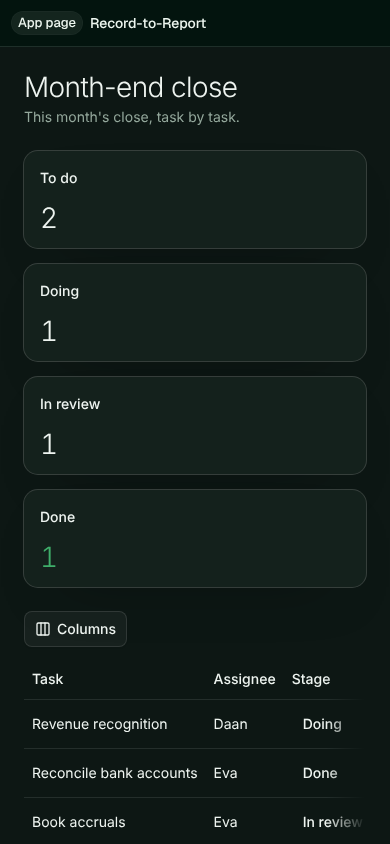 App page Record-to-Report
Month-end close
This month's close, task by task.
To do
2
Doing
1
In review
1
Done
1
Columns
Task Assignee Stage
Revenue recognition Daan Doing
Reconcile bank accounts Eva Done
Book accruals Eva In review